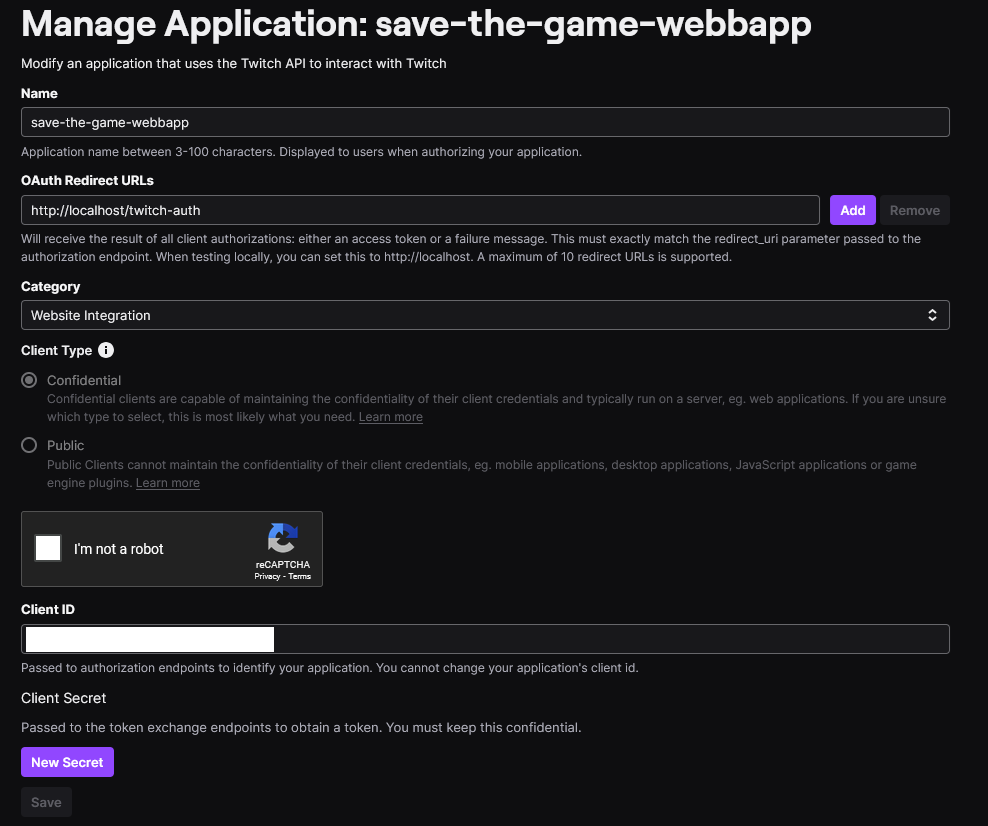 Manage Application: save-the-game-webbapp
Modify an application that uses the Twitch API to interact with Twitch
Name
save-the-game-webbapp
Application name between 3-100 characters. Displayed to users when authorizing your application.
OAuth Redirect URLs
http://localhost/twitch-auth
Add
Remove
Will receive the result of all client authorizations: either an access token or a failure message. This must exactly match the redirect_uri parameter passed to the
authorization endpoint. When testing locally, you can set this to http://localhost. A maximum of 10 redirect URLs is supported.
Category
Website Integration
Client Type
Confidential
Confidential clients are capable of maintaining the confidentiality of their client credentials and typically run on a server, eg. web applications. If you are unsure
which type to select, this is most likely what you need. Learn more
Public
Public Clients cannot maintain the confidentiality of their client credentials, eg. mobile applications, desktop applications, JavaScript applications or game
engine plugins. Learn more
I'm not a robot
reCAPTCHA
Privacy - Terms
Client ID
Passed to authorization endpoints to identify your application. You cannot change your application's client id.
Client Secret
Passed to the token exchange endpoints to obtain a token. You must keep this confidential.
New Secret
Save